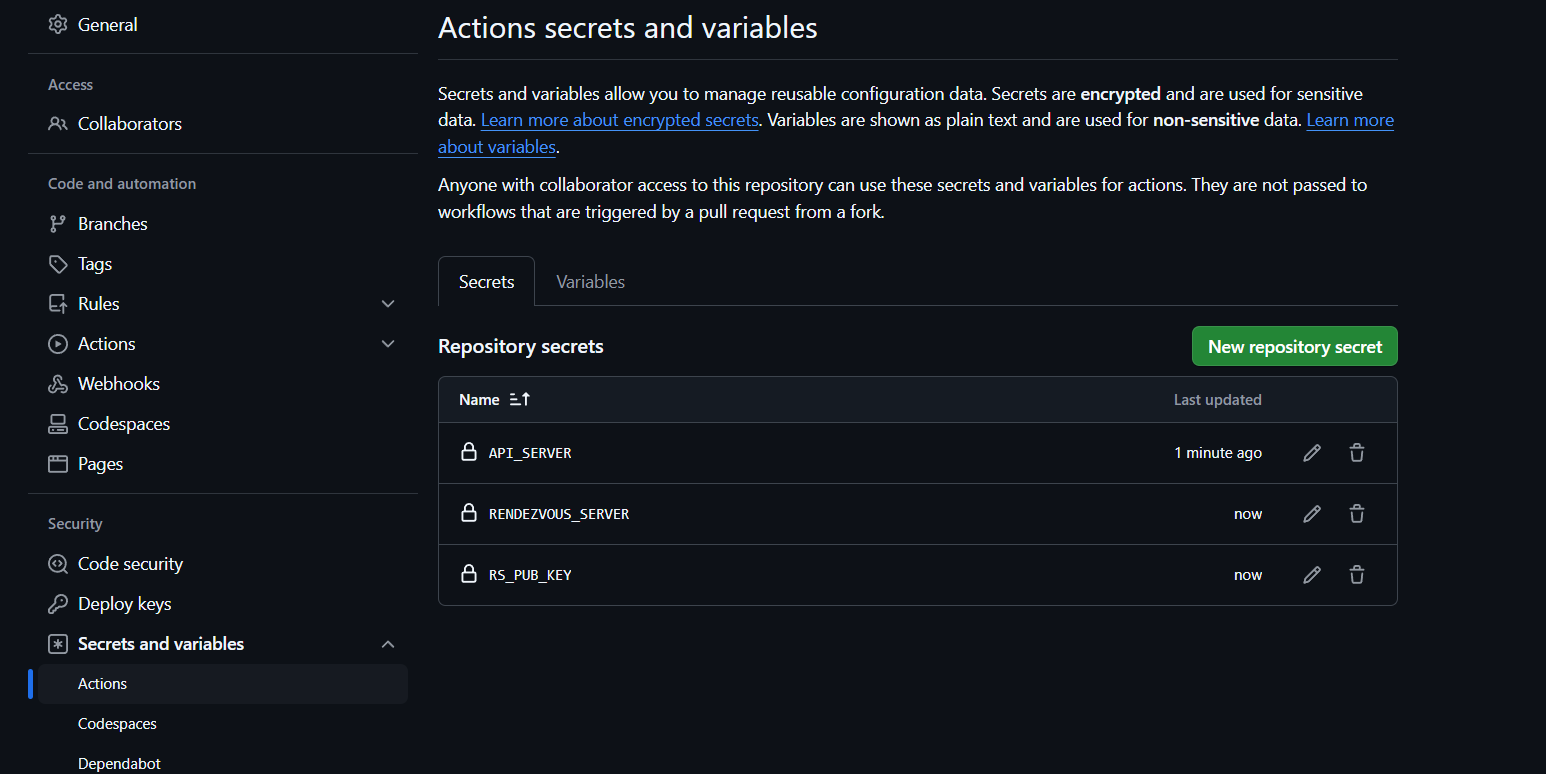 General
Access
Collaborators
Code and automation
Branches
Tags
Rules
Actions
Webhooks
Codespaces
Pages
Security
Code security
Deploy keys
Secrets and variables
Actions
Codespaces
Dependabot
Actions secrets and variables
Secrets and variables allow you to manage reusable configuration data. Secrets are encrypted and are used for sensitive
data. Learn more about encrypted secrets. Variables are shown as plain text and are used for non-sensitive data. Learn more
about variables.
Anyone with collaborator access to this repository can use these secrets and variables for actions. They are not passed to
workflows that are triggered by a pull request from a fork.
Secrets Variables
Repository secrets New repository secret
Name Last updated
API_SERVER 1 minute ago
RENDEZVOUS_SERVER now
RS_PUB_KEY now